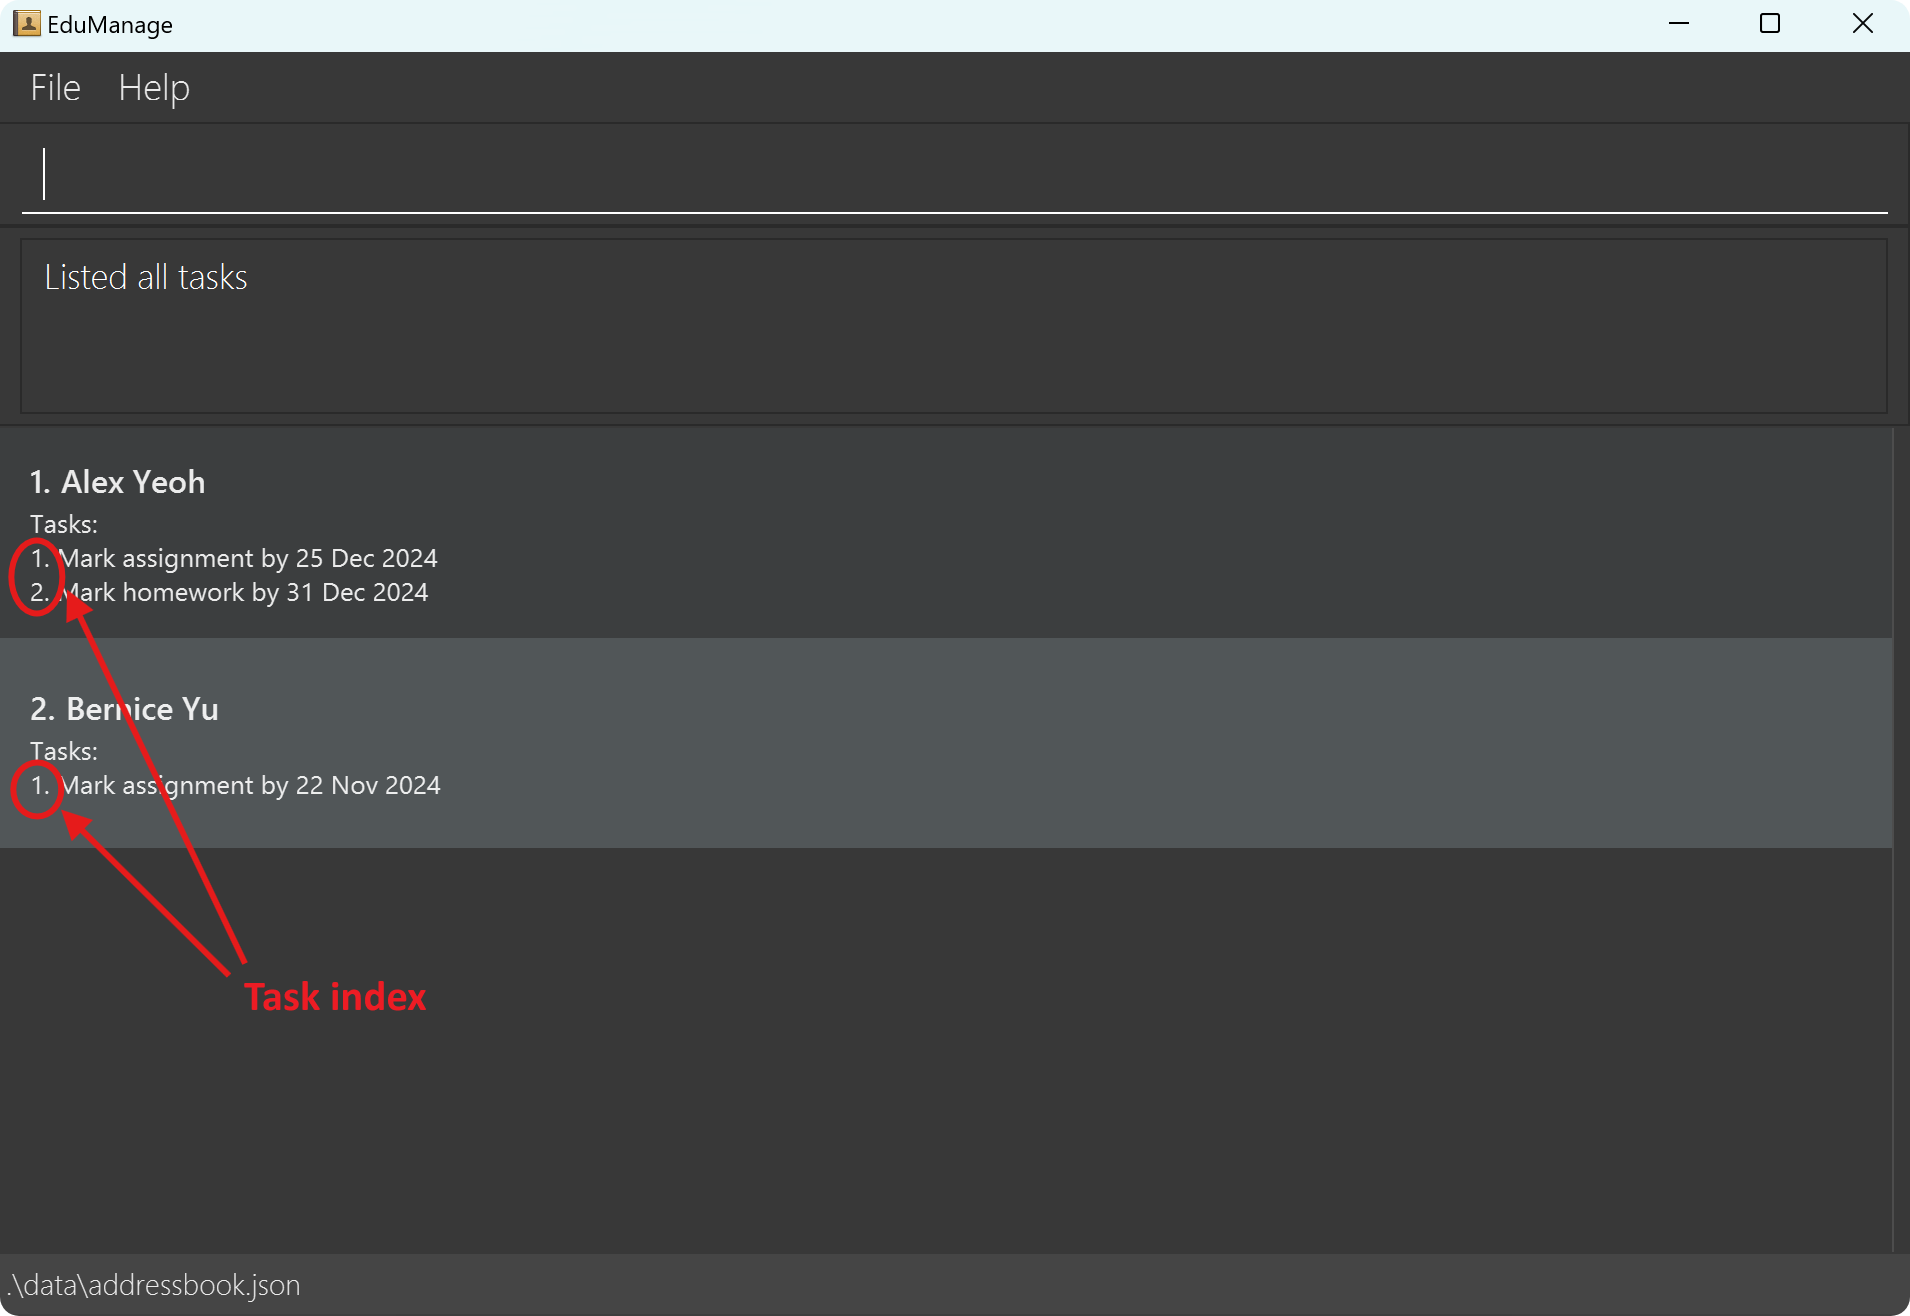 EduManage
File Help
Listed all tasks
1. Alex Yeoh
Tasks:
1. Mark assignment by 25 Dec 2024
2. Mark homework by 31 Dec 2024
2. Bernice Yu
Tasks:
1. Mark assignment by 22 Nov 2024
Task index
.\data\addressbook.json